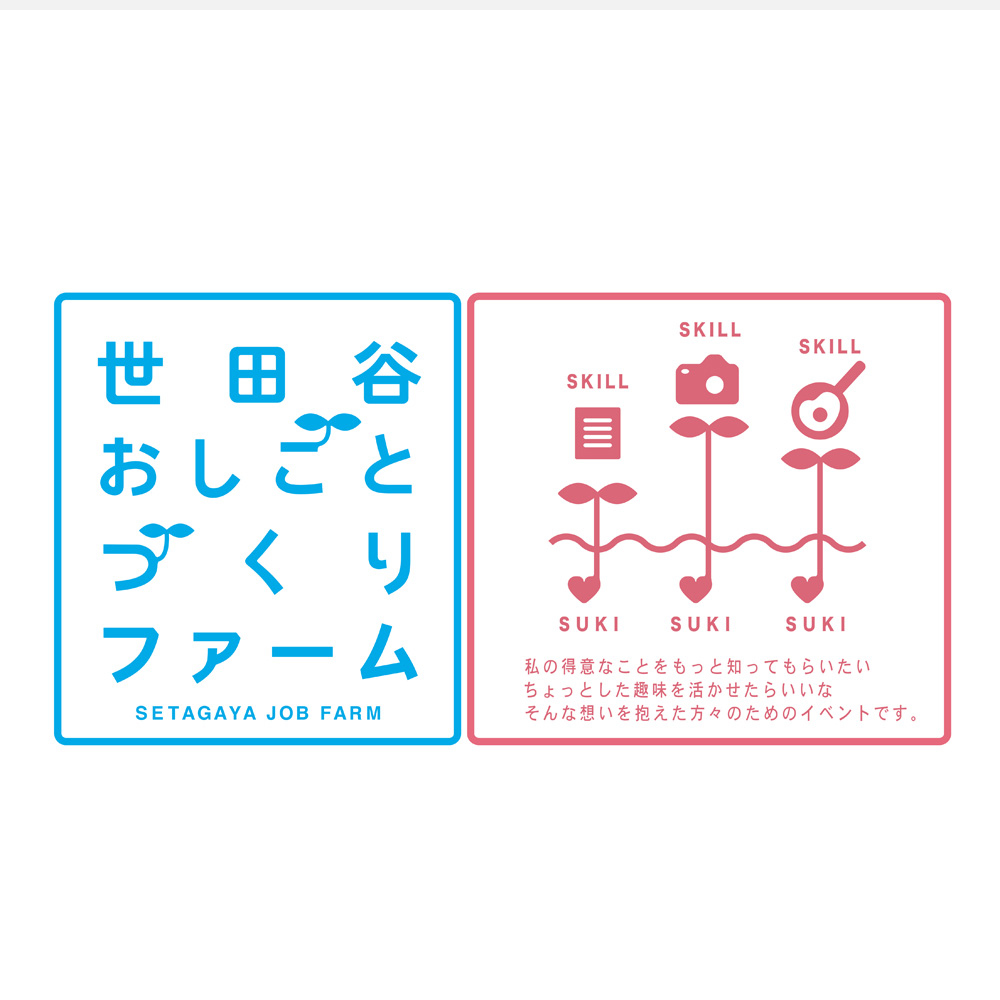 世田谷
おしごと
づくり
ファーム
SETAGAYA JOB FARM
SKILL
SKILL
SKILL
SUKI
SUKI
SUKI
私の得意なことをもっと知ってもらいたい
ちょっとした趣味を活かせたらいいな
そんな想いを抱えた方々のためのイベントです。